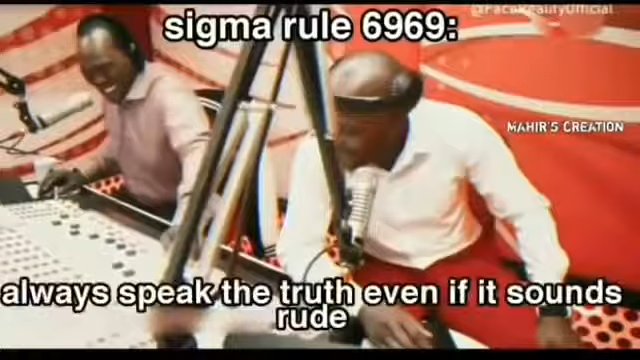 sigma rule 6969:
MAHIR'S CREATION
always speak the truth even if it sounds
rude